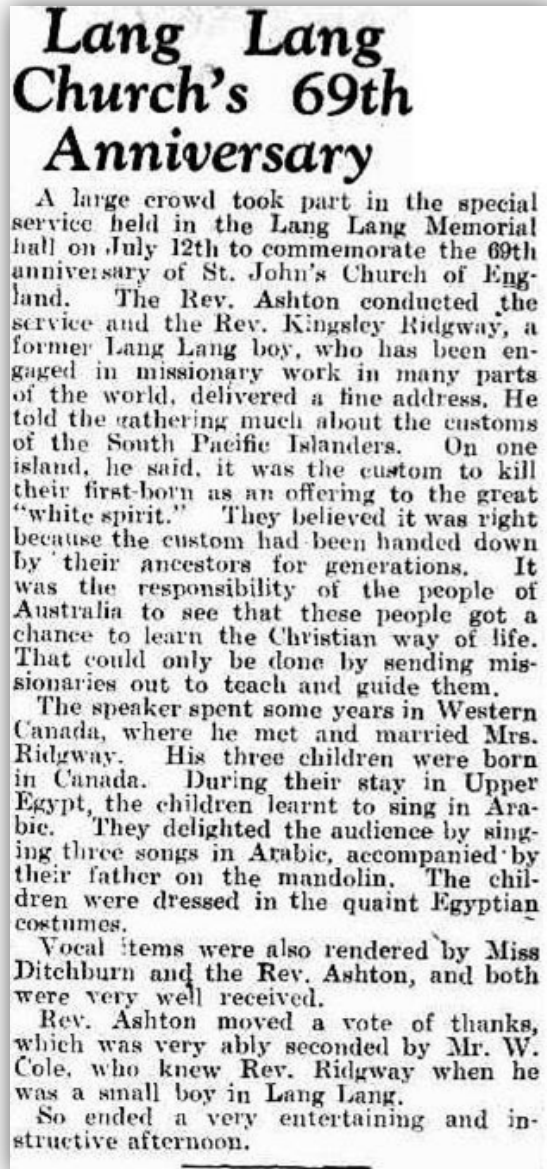 Lang Lang
Church's 69th
Anniversary
A large crowd took part in the special
service held in the Lang Lang Memorial
hall on July 12th to commemorate the 69th
anniversary of St. John's Church of Eng-
land. The Rev. Ashton conducted the
service and the Rev. Kingsley Ridgway, a
former Lang Lang boy, who has been en-
gaged in missionary work in many parts
of the world, delivered a fine address. He
told the gathering much about the customs
of the South Pacific Islanders. On one
island, he said, it was the custom to kill
their first-born as an offering to the great
"white spirit." They believed it was right
because the custom had been handed down
by their ancestors for generations. It
was the responsibility of the people of
Australia to see that these people got a
chance to learn the Christian way of life.
That could only be done by sending mis-
sionaries out to teach and guide them.
The speaker spent some years in Western
Canada, where he met and married Mrs.
Ridgway. His three children were born
in Canada. During their stay in Upper
Egypt, the children learnt to sing in Ara-
bic. They delighted the audience by sing-
ing three songs in Arabic, accompanied by
their father on the mandolin. The chil-
dren were dressed in the quaint Egyptian
costumes.
Vocal items were also rendered by Miss
Ditchburn and the Rev. Ashton, and both
were very well received.
Rev. Ashton moved a vote of thanks,
which was very ably seconded by Mr. W.
Cole, who knew Rev. Ridgway when he
was a small boy in Lang Lang.
So ended a very entertaining and in-
structive afternoon.